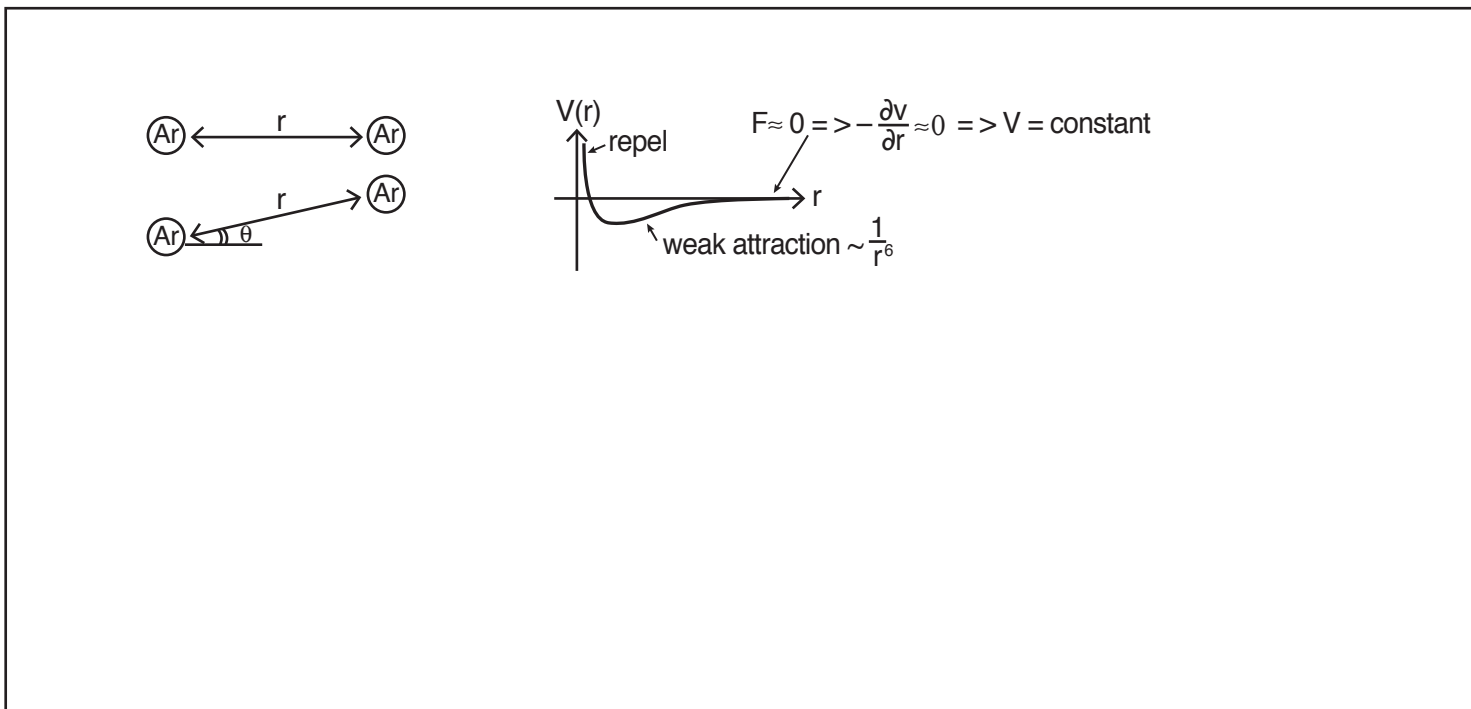 Ar r Ar
Ar r Ar
θ
V(r)
repel
r
weak attraction ~ 1/r⁶
F≈ 0 = > − ∂v/∂r ≈0 = > V = constant